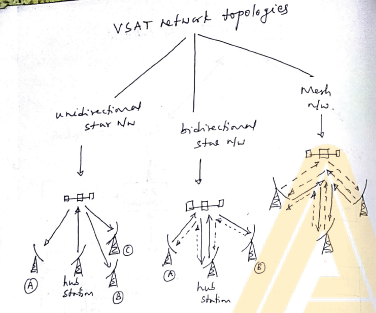 VSAT network topologies
unidirectional
star n/w
bidirectional
star n/w
Mesh
n/w.
A
hub
station
B
C
A
hub
station
B